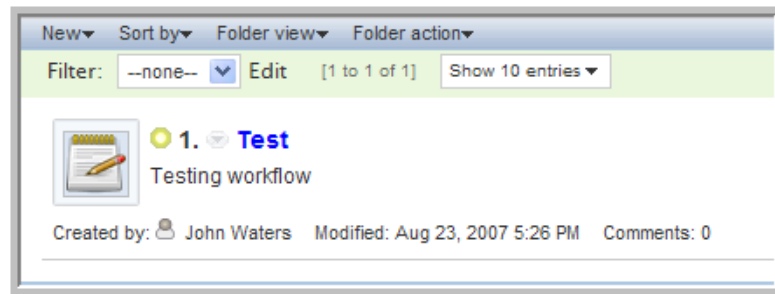 New Sort by Folder view Folder action
Filter: --none-- Edit [1 to 1 of 1] Show 10 entries
1. Test
Testing workflow
Created by: John Waters Modified: Aug 23, 2007 5:26 PM Comments: 0